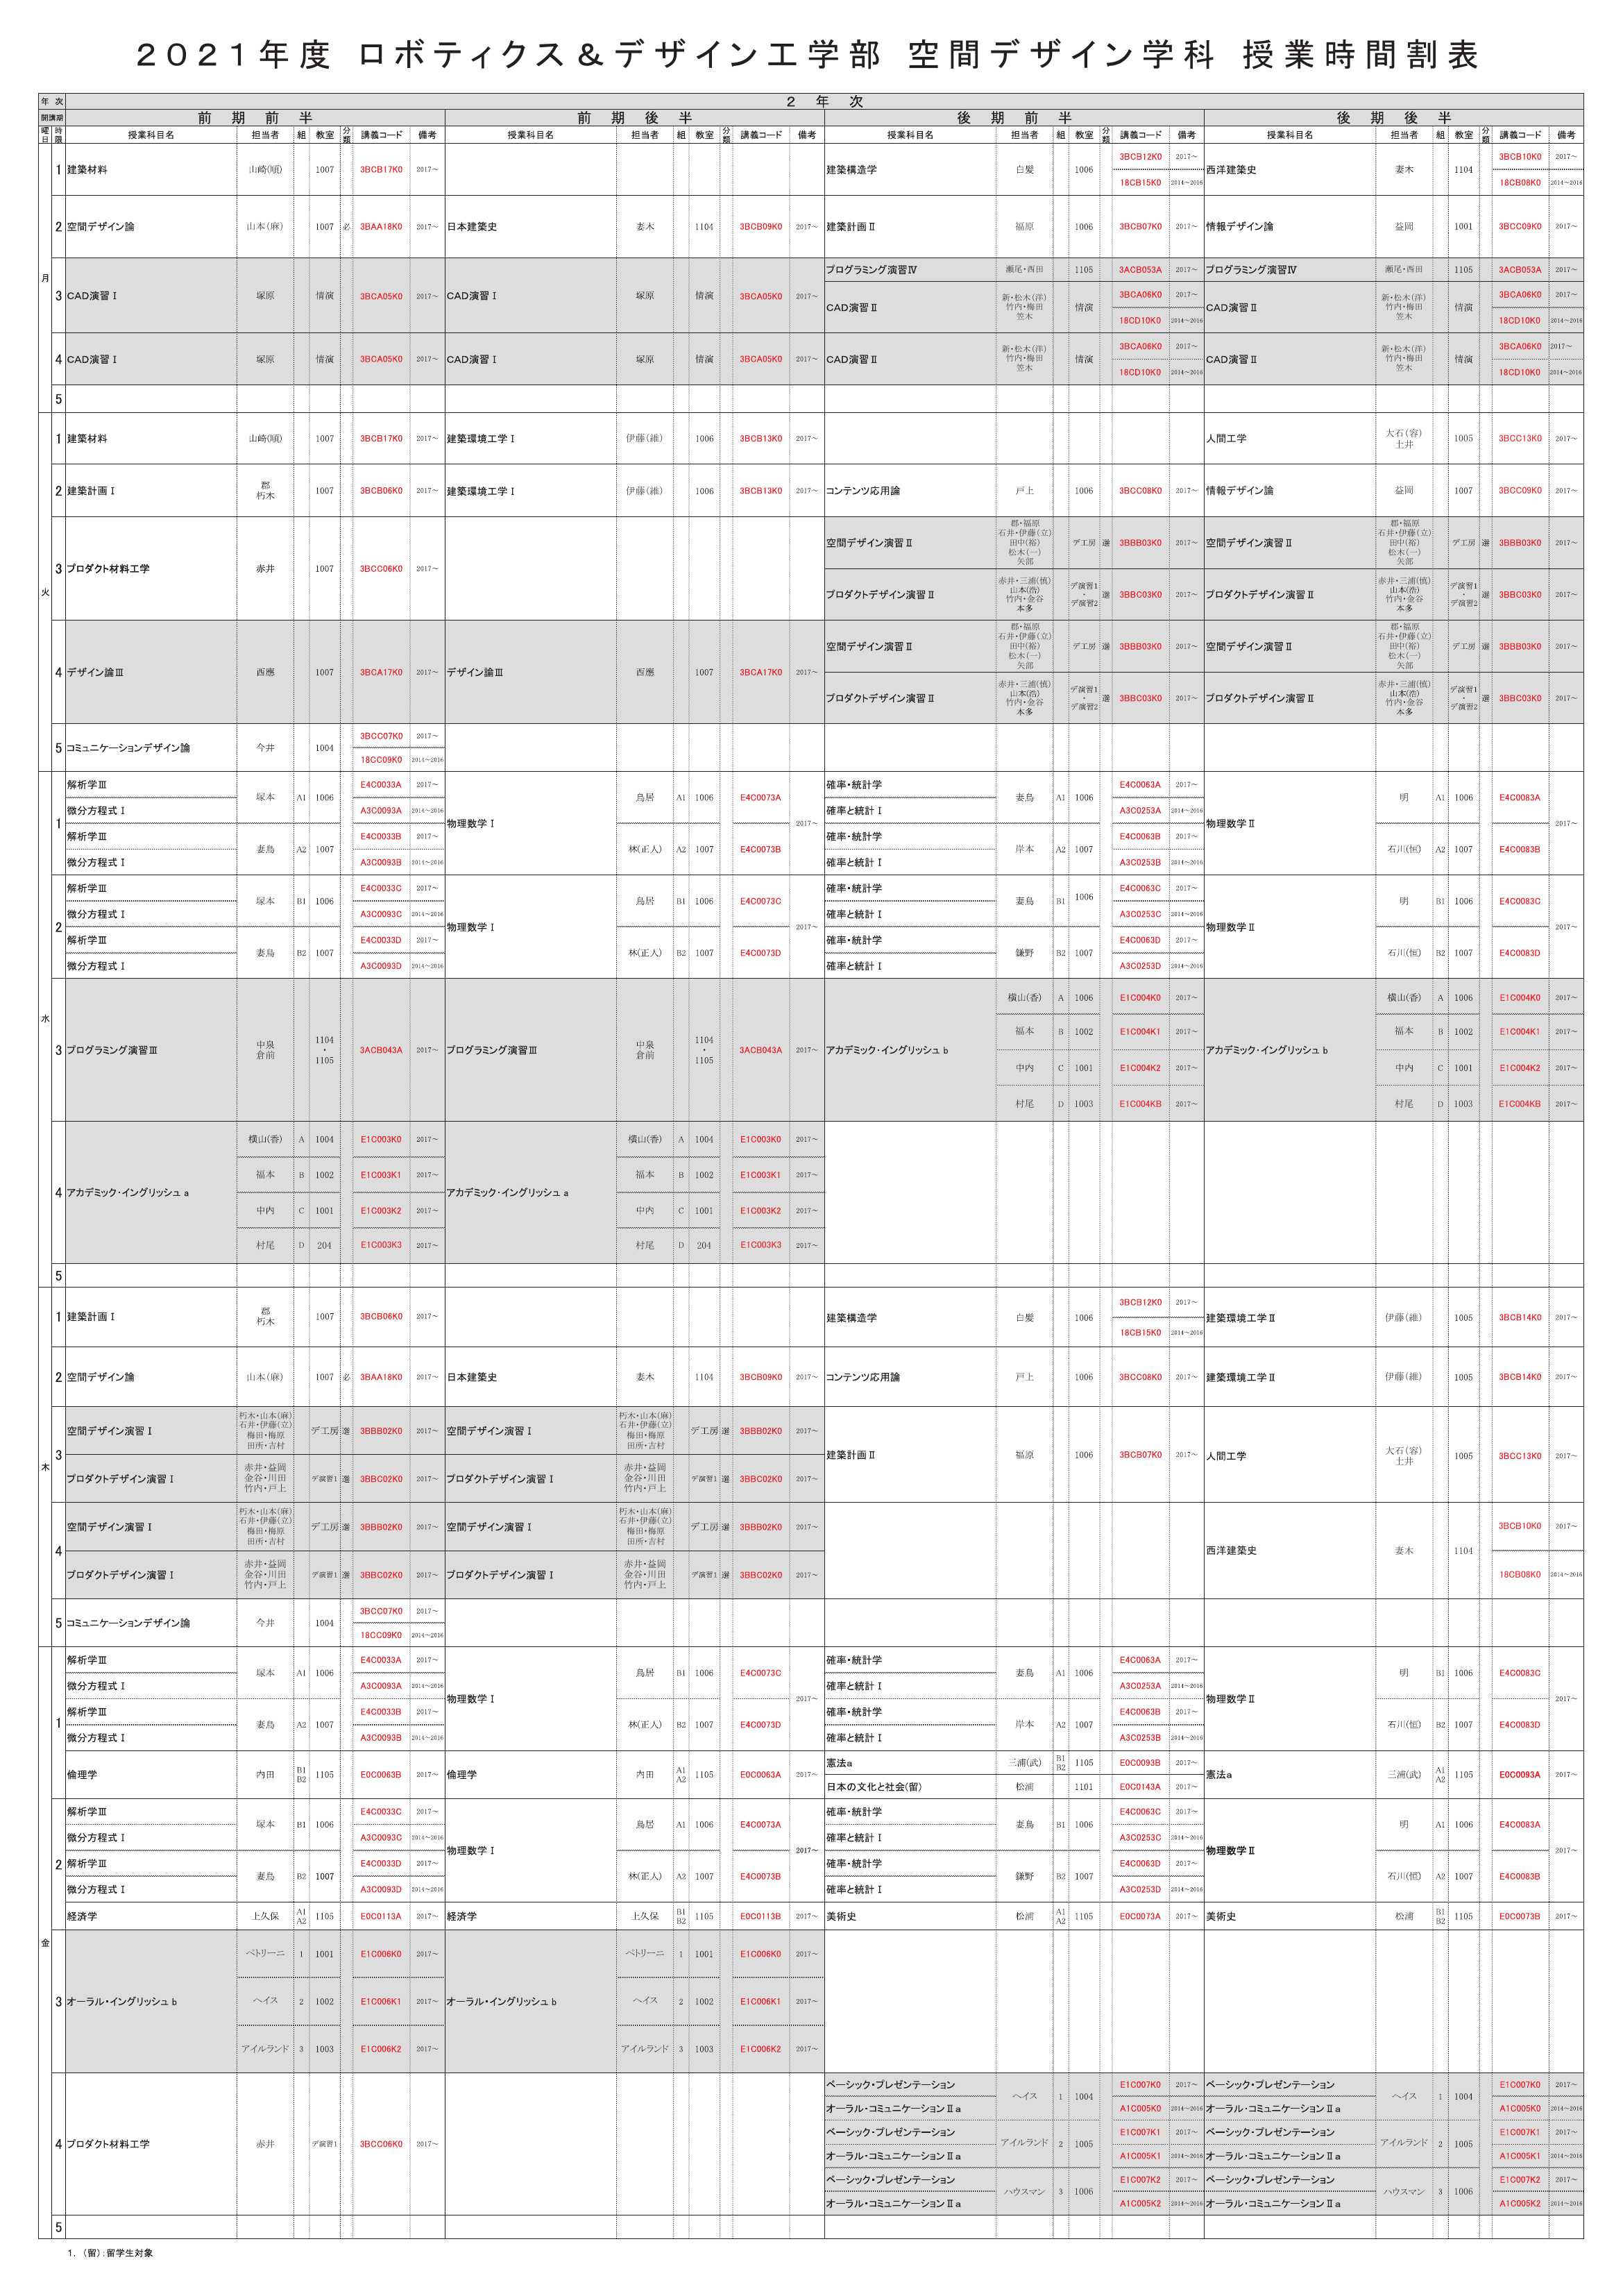 2021年度 ロボティクス&デザイン工学部 空間デザイン学科 授業時間割表
年次 2年次
開講期 前期前半 前期後半 後期前半 後期後半
曜日 時限 授業科目名 担当者 組 教室 分類 講義コード 備考 授業科目名 担当者 組 教室 分類 講義コード 備考 授業科目名 担当者 組 教室 分類 講義コード 備考 授業科目名 担当者 組 教室 分類 講義コード 備考
月
1 建築材料 山崎(順) 1007 3BCB17K0 2017～ 建築構造学 白髪 1006 3BCB12K0 2017～ 18CB15K0 2014～2016 西洋建築史 妻木 1104 3BCB10K0 2017～ 18CB08K0 2014～2016
2 空間デザイン論 山本(麻) 1007 必 3BAA18K0 2017～ 日本建築史 妻木 1104 3BCB09K0 2017～ 建築計画Ⅱ 福原 1006 3BCB07K0 2017～ 情報デザイン論 益岡 1001 3BCC09K0 2017～
プログラミング演習Ⅳ 瀬尾・西田 1105 3ACB053A 2017～ プログラミング演習Ⅳ 瀬尾・西田 1105 3ACB053A 2017～
3 CAD演習Ⅰ 塚原 情演 3BCA05K0 2017～ CAD演習Ⅰ 塚原 情演 3BCA05K0 2017～ CAD演習Ⅱ 新・松木(洋) 竹内・梅田 笠木 情演 3BCA06K0 2017～ 18CD10K0 2014～2016 CAD演習Ⅱ 新・松木(洋) 竹内・梅田 笠木 情演 3BCA06K0 2017～ 18CD10K0 2014～2016
4 CAD演習Ⅰ 塚原 情演 3BCA05K0 2017～ CAD演習Ⅰ 塚原 情演 3BCA05K0 2017～ CAD演習Ⅱ 新・松木(洋) 竹内・梅田 笠木 情演 3BCA06K0 2017～ 18CD10K0 2014～2016 CAD演習Ⅱ 新・松木(洋) 竹内・梅田 笠木 情演 3BCA06K0 2017～ 18CD10K0 2014～2016
5
火
1 建築材料 山崎(順) 1007 3BCB17K0 2017～ 建築環境工学Ⅰ 伊藤(維) 1006 3BCB13K0 2017～ 人間工学 大石(容) 土井 1005 3BCC13K0 2017～
2 建築計画Ⅰ 郡 朽木 1007 3BCB06K0 2017～ 建築環境工学Ⅰ 伊藤(維) 1006 3BCB13K0 2017～ コンテンツ応用論 戸上 1006 3BCC08K0 2017～ 情報デザイン論 益岡 1007 3BCC09K0 2017～
3 プロダクト材料工学 赤井 1007 3BCC06K0 2017～ 空間デザイン演習Ⅱ 郡・福原 石井・伊藤(立) 田中(裕) 松木(一) 矢部 デ工房 選 3BBB03K0 2017～ 空間デザイン演習Ⅱ 郡・福原 石井・伊藤(立) 田中(裕) 松木(一) 矢部 デ工房 選 3BBB03K0 2017～
プロダクトデザイン演習Ⅱ 赤井・三浦(慎) 山本(浩) 竹内・金谷 本多 デ演習1・デ演習2 選 3BBC03K0 2017～ プロダクトデザイン演習Ⅱ 赤井・三浦(慎) 山本(浩) 竹内・金谷 本多 デ演習1・デ演習2 選 3BBC03K0 2017～
4 デザイン論Ⅲ 西應 1007 3BCA17K0 2017～ デザイン論Ⅲ 西應 1007 3BCA17K0 2017～ 空間デザイン演習Ⅱ 郡・福原 石井・伊藤(立) 田中(裕) 松木(一) 矢部 デ工房 選 3BBB03K0 2017～ 空間デザイン演習Ⅱ 郡・福原 石井・伊藤(立) 田中(裕) 松木(一) 矢部 デ工房 選 3BBB03K0 2017～
プロダクトデザイン演習Ⅱ 赤井・三浦(慎) 山本(浩) 竹内・金谷 本多 デ演習1・デ演習2 選 3BBC03K0 2017～ プロダクトデザイン演習Ⅱ 赤井・三浦(慎) 山本(浩) 竹内・金谷 本多 デ演習1・デ演習2 選 3BBC03K0 2017～
5 コミュニケーションデザイン論 今井 1004 3BCC07K0 2017～ 18CC09K0 2014～2016
水
1 解析学Ⅲ 微分方程式Ⅰ 塚本 A1 1006 E4C0033A 2017～ A3C0093A 2014～2016 物理数学Ⅰ 鳥居 A1 1006 E4C0073A 2017～ 確率・統計学 確率と統計Ⅰ 妻鳥 A1 1006 E4C0063A 2017～ A3C0253A 2014～2016 物理数学Ⅱ 明 A1 1006 E4C0083A 2017～
解析学Ⅲ 微分方程式Ⅰ 妻鳥 A2 1007 E4C0033B 2017～ A3C0093B 2014～2016 林(正人) A2 1007 E4C0073B 確率・統計学 確率と統計Ⅰ 岸本 A2 1007 E4C0063B 2017～ A3C0253B 2014～2016 石川(恒) A2 1007 E4C0083B
2 解析学Ⅲ 微分方程式Ⅰ 塚本 B1 1006 E4C0033C 2017～ A3C0093C 2014～2016 物理数学Ⅰ 鳥居 B1 1006 E4C0073C 2017～ 確率・統計学 確率と統計Ⅰ 妻鳥 B1 1006 E4C0063C 2017～ A3C0253C 2014～2016 物理数学Ⅱ 明 B1 1006 E4C0083C 2017～
解析学Ⅲ 微分方程式Ⅰ 妻鳥 B2 1007 E4C0033D 2017～ A3C0093D 2014～2016 林(正人) B2 1007 E4C0073D 確率・統計学 確率と統計Ⅰ 鎌野 B2 1007 E4C0063D 2017～ A3C0253D 2014～2016 石川(恒) B2 1007 E4C0083D
3 プログラミング演習Ⅲ 中泉 倉前 1104・1105 3ACB043A 2017～ プログラミング演習Ⅲ 中泉 倉前 1104・1105 3ACB043A 2017～ アカデミック・イングリッシュb 横山(香) A 1006 E1C004K0 2017～ アカデミック・イングリッシュb 横山(香) A 1006 E1C004K0 2017～
福本 B 1002 E1C004K1 2017～ 福本 B 1002 E1C004K1 2017～
中内 C 1001 E1C004K2 2017～ 中内 C 1001 E1C004K2 2017～
村尾 D 1003 E1C004KB 2017～ 村尾 D 1003 E1C004KB 2017～
4 アカデミック・イングリッシュa 横山(香) A 1004 E1C003K0 2017～ アカデミック・イングリッシュa 横山(香) A 1004 E1C003K0 2017～
福本 B 1002 E1C003K1 2017～ 福本 B 1002 E1C003K1 2017～
中内 C 1001 E1C003K2 2017～ 中内 C 1001 E1C003K2 2017～
村尾 D 204 E1C003K3 2017～ 村尾 D 204 E1C003K3 2017～
5
木
1 建築計画Ⅰ 郡 朽木 1007 3BCB06K0 2017～ 建築構造学 白髪 1006 3BCB12K0 2017～ 18CB15K0 2014～2016 建築環境工学Ⅱ 伊藤(維) 1005 3BCB14K0 2017～
2 空間デザイン論 山本(麻) 1007 必 3BAA18K0 2017～ 日本建築史 妻木 1104 3BCB09K0 2017～ コンテンツ応用論 戸上 1006 3BCC08K0 2017～ 建築環境工学Ⅱ 伊藤(維) 1005 3BCB14K0 2017～
3 空間デザイン演習Ⅰ 朽木・山本(麻) 石井・伊藤(立) 梅田・梅原 田所・吉村 デ工房 選 3BBB02K0 2017～ 空間デザイン演習Ⅰ 朽木・山本(麻) 石井・伊藤(立) 梅田・梅原 田所・吉村 デ工房 選 3BBB02K0 2017～ 建築計画Ⅱ 福原 1006 3BCB07K0 2017～ 人間工学 大石(容) 土井 1005 3BCC13K0 2017～
プロダクトデザイン演習Ⅰ 赤井・益岡 金谷・川田 竹内・戸上 デ演習1 選 3BBC02K0 2017～ プロダクトデザイン演習Ⅰ 赤井・益岡 金谷・川田 竹内・戸上 デ演習1 選 3BBC02K0 2017～
4 空間デザイン演習Ⅰ 朽木・山本(麻) 石井・伊藤(立) 梅田・梅原 田所・吉村 デ工房 選 3BBB02K0 2017～ 空間デザイン演習Ⅰ 朽木・山本(麻) 石井・伊藤(立) 梅田・梅原 田所・吉村 デ工房 選 3BBB02K0 2017～ 西洋建築史 妻木 1104 3BCB10K0 2017～ 18CB08K0 2014～2016
プロダクトデザイン演習Ⅰ 赤井・益岡 金谷・川田 竹内・戸上 デ演習1 選 3BBC02K0 2017～ プロダクトデザイン演習Ⅰ 赤井・益岡 金谷・川田 竹内・戸上 デ演習1 選 3BBC02K0 2017～
5 コミュニケーションデザイン論 今井 1004 3BCC07K0 2017～ 18CC09K0 2014～2016
金
1 解析学Ⅲ 微分方程式Ⅰ 塚本 A1 1006 E4C0033A 2017～ A3C0093A 2014～2016 物理数学Ⅰ 鳥居 B1 1006 E4C0073C 2017～ 確率・統計学 確率と統計Ⅰ 妻鳥 A1 1006 E4C0063A 2017～ A3C0253A 2014～2016 物理数学Ⅱ 明 B1 1006 E4C0083C 2017～
解析学Ⅲ 微分方程式Ⅰ 妻鳥 A2 1007 E4C0033B 2017～ A3C0093B 2014～2016 林(正人) B2 1007 E4C0073D 確率・統計学 確率と統計Ⅰ 岸本 A2 1007 E4C0063B 2017～ A3C0253B 2014～2016 石川(恒) B2 1007 E4C0083D
倫理学 内田 B1 B2 1105 E0C0063B 2017～ 倫理学 内田 A1 A2 1105 E0C0063A 2017～ 憲法a 三浦(武) B1 B2 1105 E0C0093B 2017～ 憲法a 三浦(武) A1 A2 1105 E0C0093A 2017～
日本の文化と社会(留) 松浦 1101 E0C0143A 2017～
2 解析学Ⅲ 微分方程式Ⅰ 塚本 B1 1006 E4C0033C 2017～ A3C0093C 2014～2016 物理数学Ⅰ 鳥居 A1 1006 E4C0073A 2017～ 確率・統計学 確率と統計Ⅰ 妻鳥 B1 1006 E4C0063C 2017～ A3C0253C 2014～2016 物理数学Ⅱ 明 A1 1006 E4C0083A 2017～
解析学Ⅲ 微分方程式Ⅰ 妻鳥 B2 1007 E4C0033D 2017～ A3C0093D 2014～2016 林(正人) A2 1007 E4C0073B 確率・統計学 確率と統計Ⅰ 鎌野 B2 1007 E4C0063D 2017～ A3C0253D 2014～2016 石川(恒) A2 1007 E4C0083B
経済学 上久保 A1 A2 1105 E0C0113A 2017～ 経済学 上久保 B1 B2 1105 E0C0113B 2017～ 美術史 松浦 A1 A2 1105 E0C0073A 2017～ 美術史 松浦 B1 B2 1105 E0C0073B 2017～
3 オーラル・イングリッシュb ペトリーニ 1 1001 E1C006K0 2017～ オーラル・イングリッシュb ペトリーニ 1 1001 E1C006K0 2017～
ヘイス 2 1002 E1C006K1 2017～ ヘイス 2 1002 E1C006K1 2017～
アイルランド 3 1003 E1C006K2 2017～ アイルランド 3 1003 E1C006K2 2017～
4 プロダクト材料工学 赤井 デ演習1 3BCC06K0 2017～ ベーシック・プレゼンテーション オーラル・コミュニケーションⅡa ヘイス 1 1004 E1C007K0 2017～ A1C005K0 2014～2016 ベーシック・プレゼンテーション オーラル・コミュニケーションⅡa ヘイス 1 1004 E1C007K0 2017～ A1C005K0 2014～2016
ベーシック・プレゼンテーション オーラル・コミュニケーションⅡa アイルランド 2 1005 E1C007K1 2017～ A1C005K1 2014～2016 ベーシック・プレゼンテーション オーラル・コミュニケーションⅡa アイルランド 2 1005 E1C007K1 2017～ A1C005K1 2014～2016
ベーシック・プレゼンテーション オーラル・コミュニケーションⅡa ハウスマン 3 1006 E1C007K2 2017～ A1C005K2 2014～2016 ベーシック・プレゼンテーション オーラル・コミュニケーションⅡa ハウスマン 3 1006 E1C007K2 2017～ A1C005K2 2014～2016
5
1. (留):留学生対象